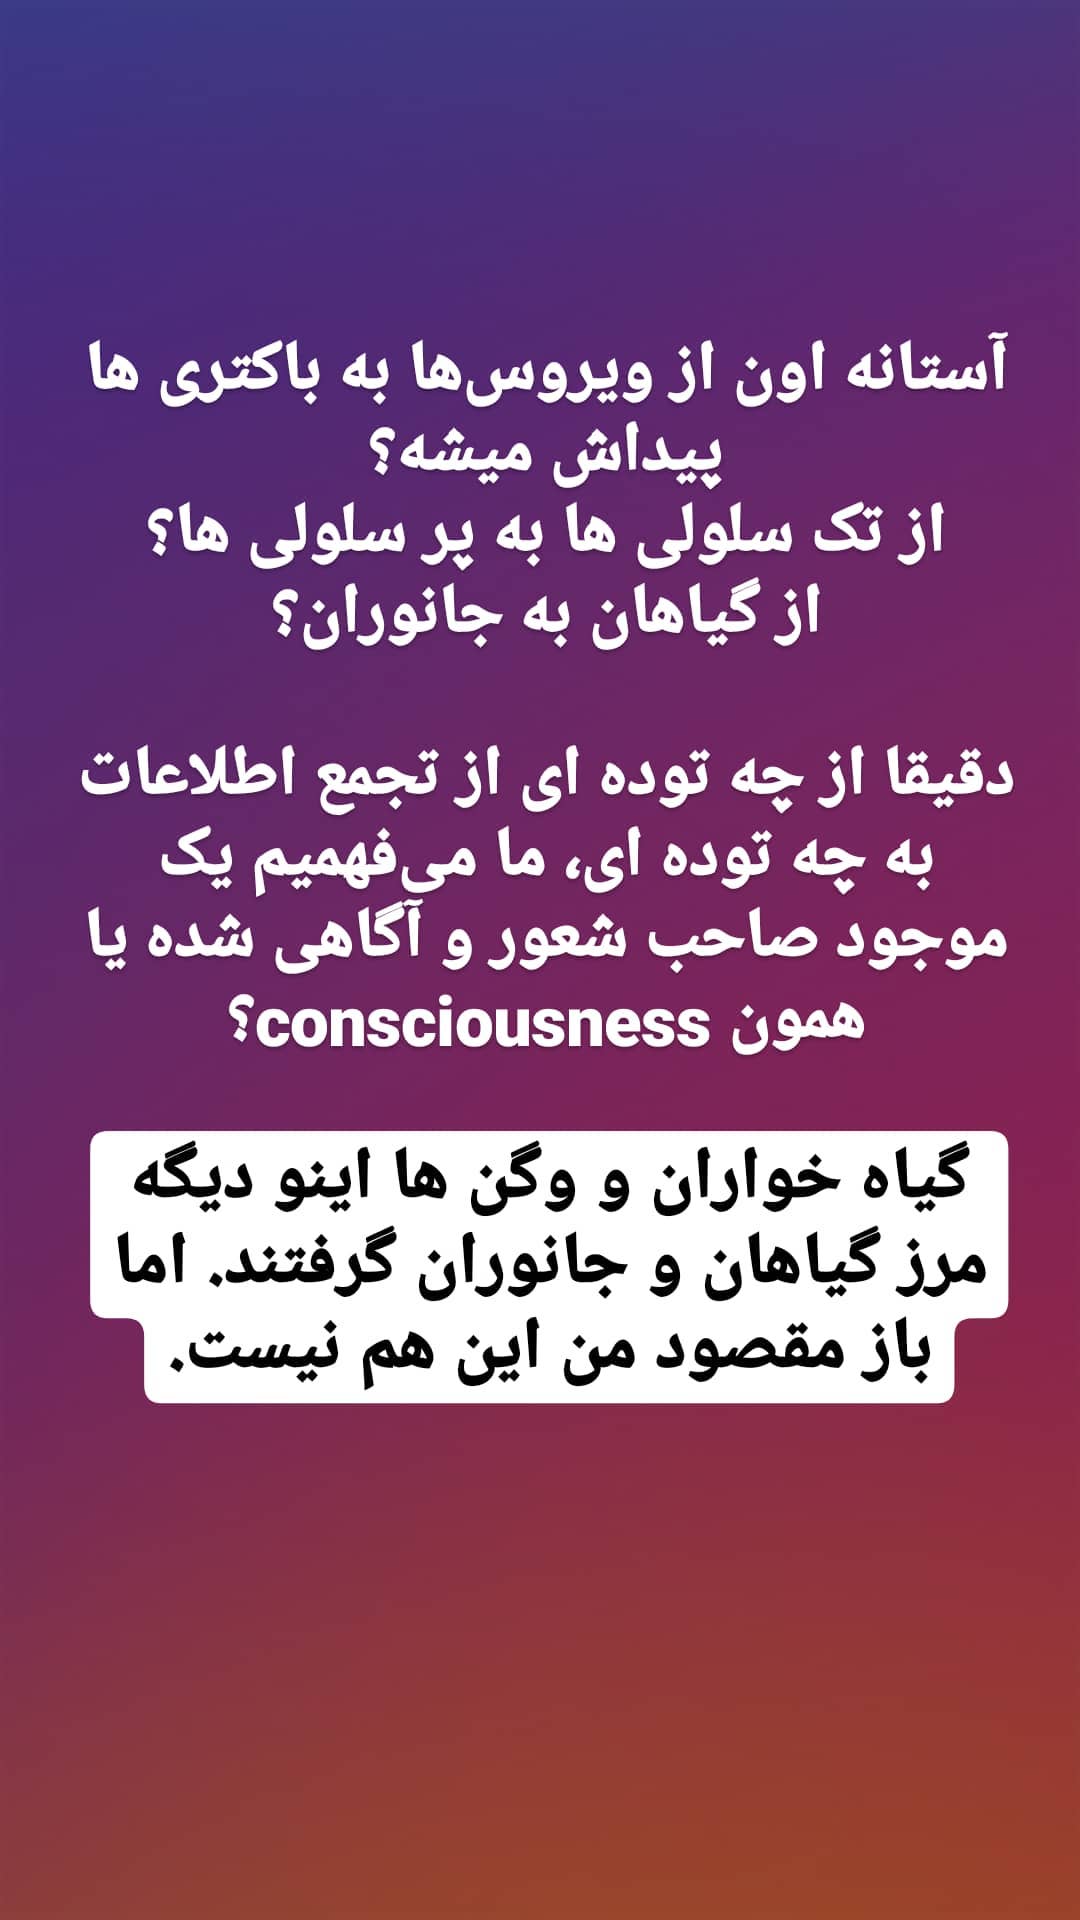 آستانه اون از ویروس‌ها به باکتری ها
پیداش میشه؟
از تک سلولی ها به پر سلولی ها؟
از گیاهان به جانوران؟
دقیقا از چه توده ای از تجمع اطلاعات
به چه توده ای، ما می‌فهمیم یک
موجود صاحب شعور و آگاهی شده یا
همون consciousness؟
گیاه خواران و وگن ها اینو دیگه
مرز گیاهان و جانوران گرفتند. اما
باز مقصود من این هم نیست.